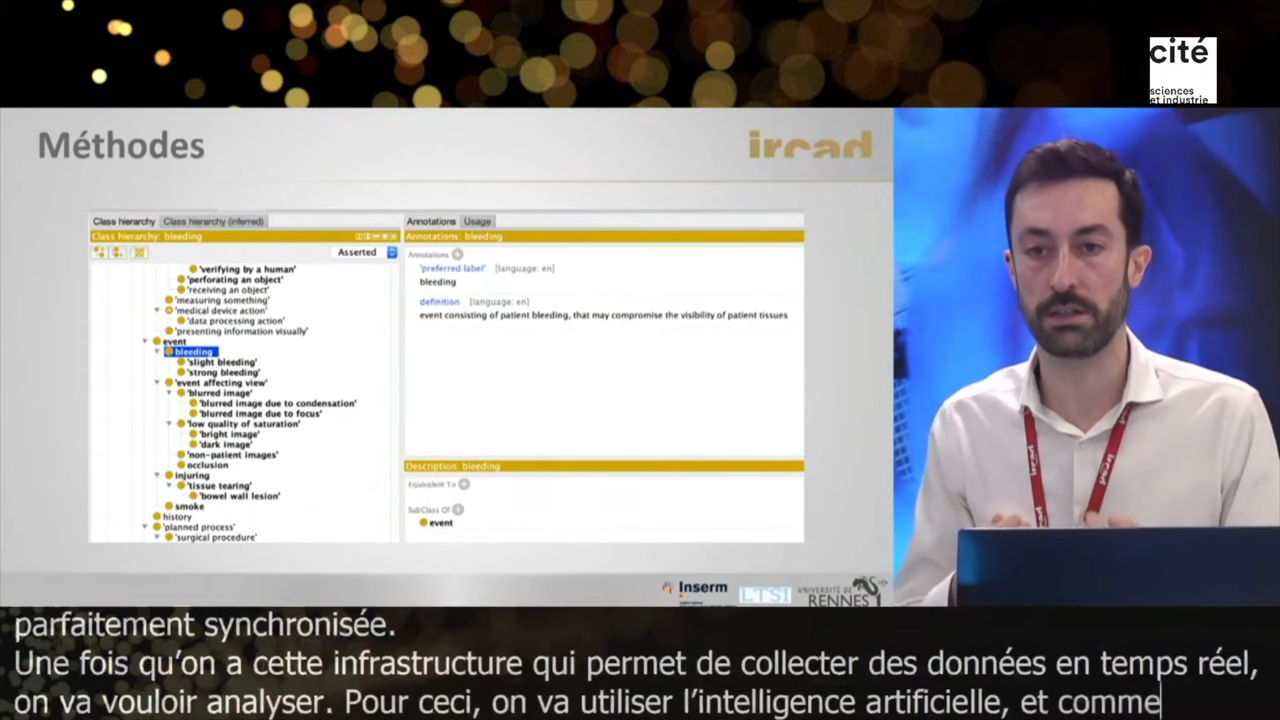 cité
sciences
et industrie
Méthodes
ircad
Class hierarchy Class hierarchy (inferred)
Class hierarchy: bleeding
Asserted
'verifying by a human'
'perforating an object'
'receiving an object'
'measuring something'
'medical device action'
'data processing action'
'presenting information visually'
event
bleeding
'slight bleeding'
'strong bleeding'
'event affecting view'
'blurred image'
'blurred image due to condensation'
'blurred image due to focus'
'low quality of saturation'
'bright image'
'dark image'
'non-patient images'
occlusion
injuring
'tissue tearing'
'bowel wall lesion'
smoke
history
'planned process'
'surgical procedure'
Annotations Usage
Annotations: bleeding
Annotations
'preferred label' [language: en]
bleeding
definition [language: en]
event consisting of patient bleeding, that may compromise the visibility of patient tissues
Description: bleeding
Equivalent To
SubClass Of
event
Inserm
LTSI
UNIVERSITÉ DE
RENNES 1
ircad
ircad
parfaitement synchronisée.
Une fois qu'on a cette infrastructure qui permet de collecter des données en temps réel,
on va vouloir analyser. Pour ceci, on va utiliser l'intelligence artificielle, et comme